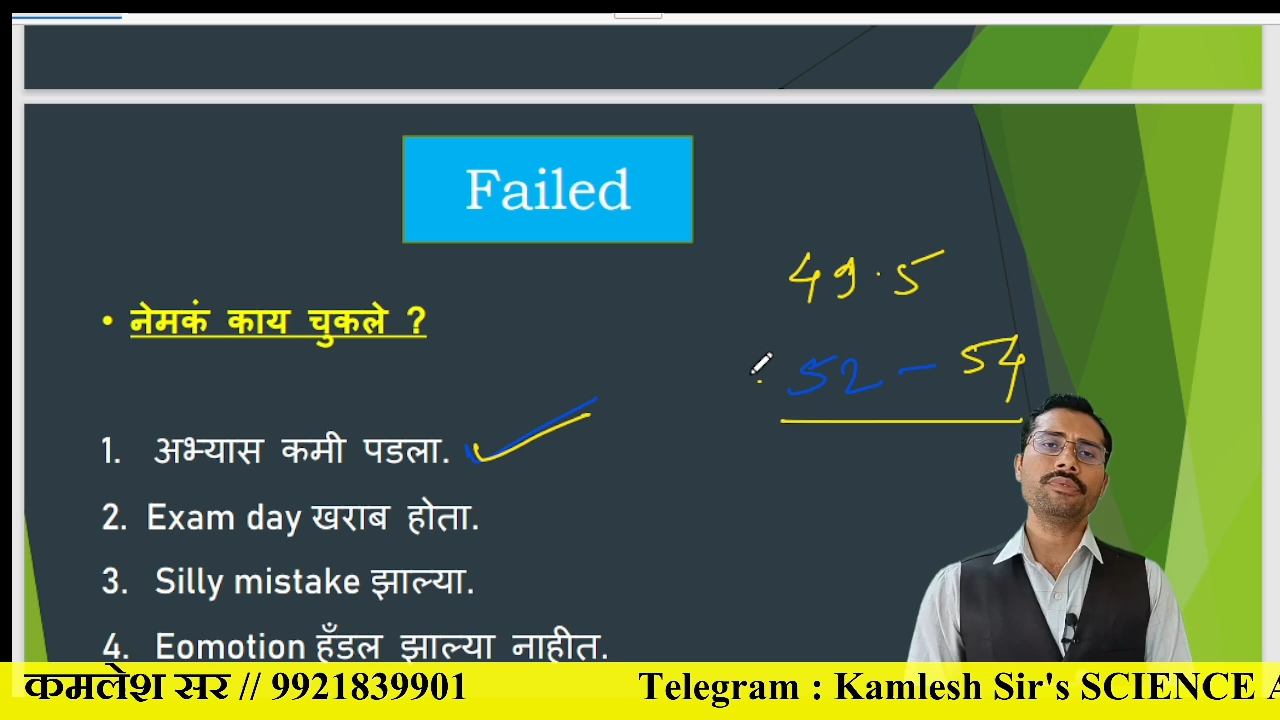 Failed
49.5
• नेमकं काय चुकले ?
52 - 54
1. अभ्यास कमी पडला.
2. Exam day खराब होता.
3. Silly mistake झाल्या.
4. Eomotion हँडल झाल्या नाहीत.
कमलेश सर // 9921839901 Telegram : Kamlesh Sir's SCIENCE A